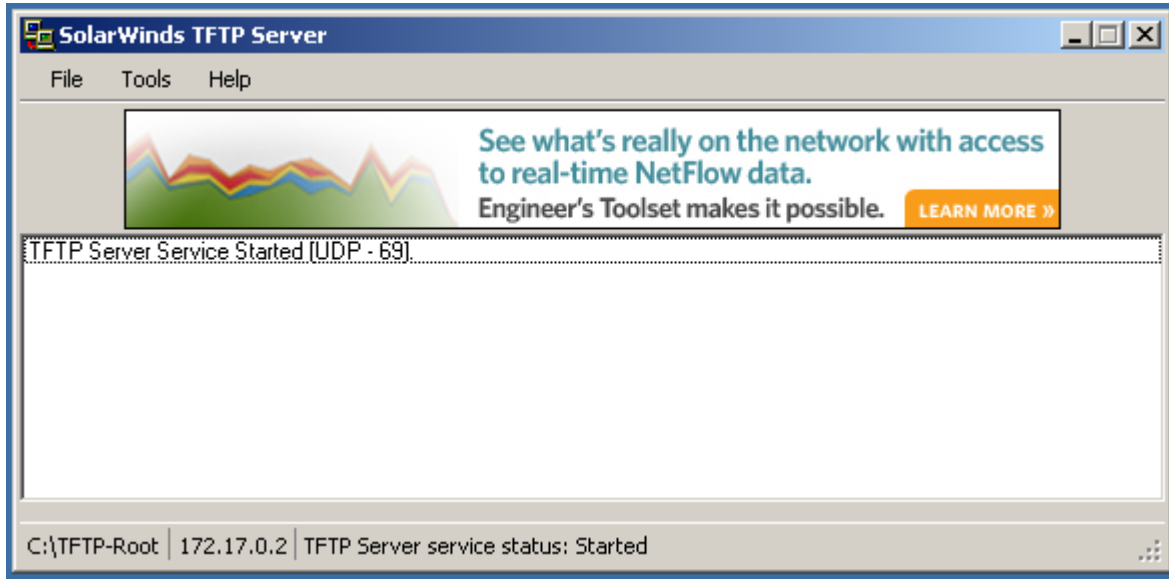 SolarWinds TFTP Server
File Tools Help
See what's really on the network with access
to real-time NetFlow data.
Engineer's Toolset makes it possible. LEARN MORE »
TFTP Server Service Started (UDP - 69).
C:\TFTP-Root 172.17.0.2 TFTP Server service status: Started